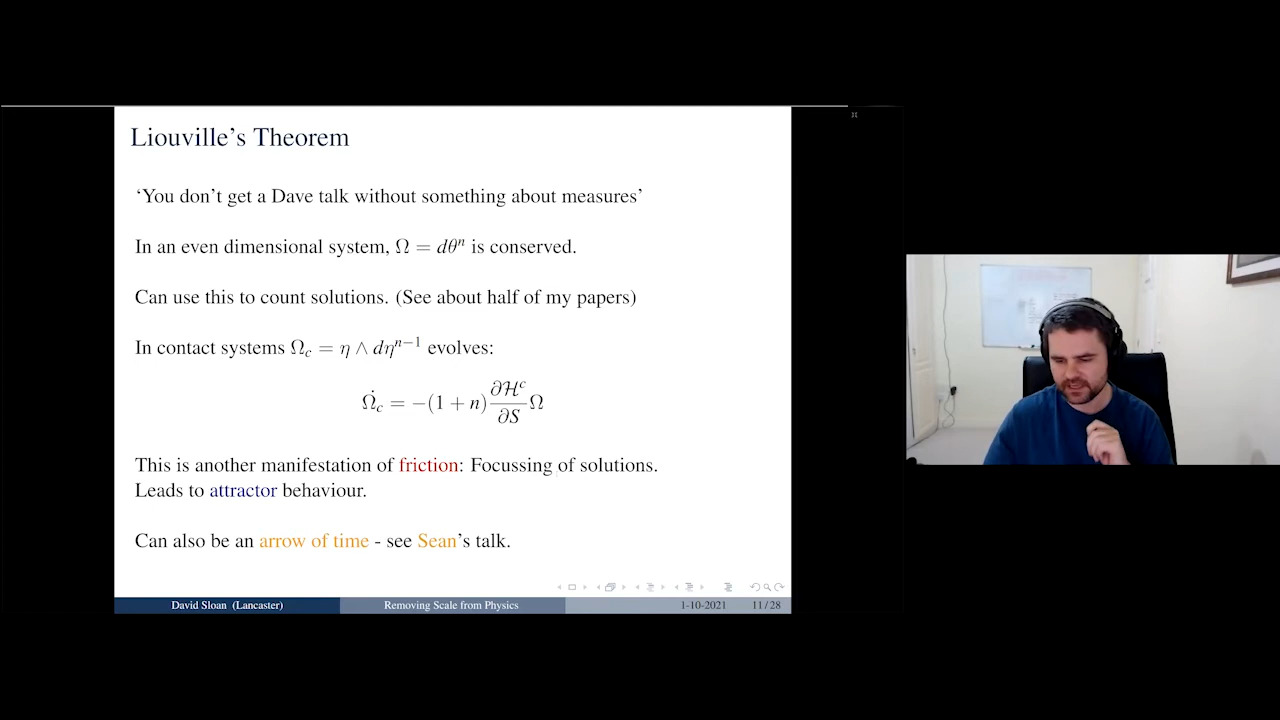 Liouville's Theorem
‘You don't get a Dave talk without something about measures’
In an even dimensional system, Ω = dθⁿ is conserved.
Can use this to count solutions. (See about half of my papers)
In contact systems Ω_c = η ∧ dηⁿ⁻¹ evolves:
Ω̇_c = −(1 + n) ∂ℋᶜ/∂S Ω
This is another manifestation of friction: Focussing of solutions.
Leads to attractor behaviour.
Can also be an arrow of time - see Sean's talk.
David Sloan (Lancaster) Removing Scale from Physics 1-10-2021 11 / 28